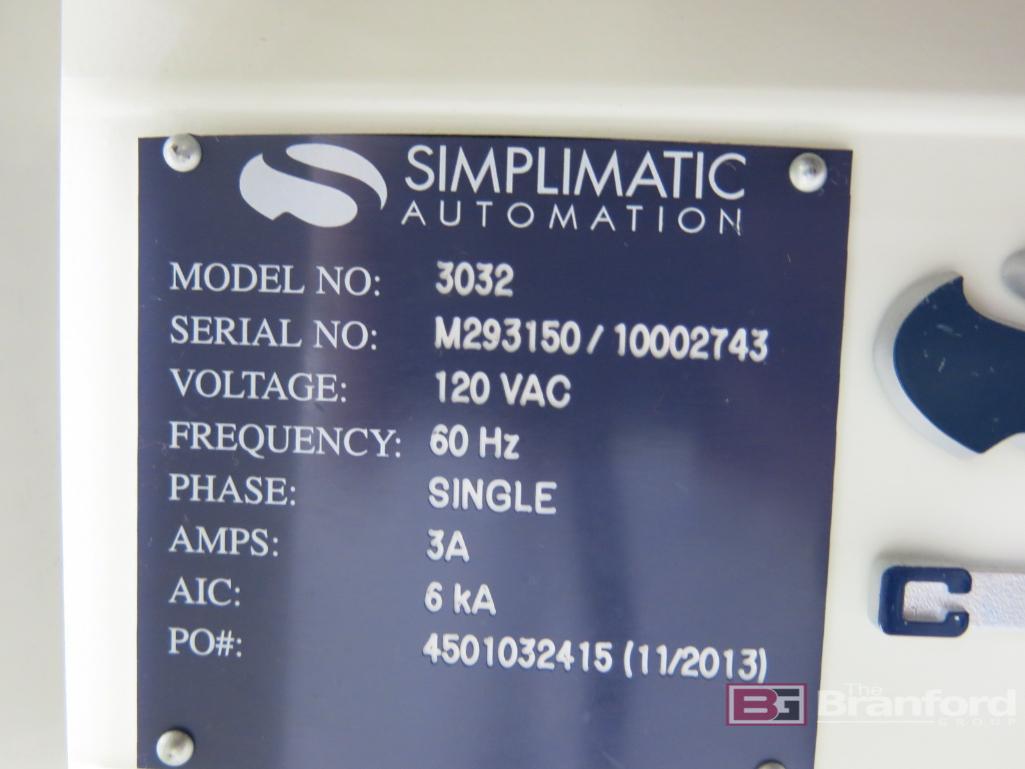 SIMPLIMATIC
AUTOMATION
MODEL NO: 3032
SERIAL NO: M293150 / 10002743
VOLTAGE: 120 VAC
FREQUENCY: 60 Hz
PHASE: SINGLE
AMPS: 3A
AIC: 6 kA
PO#: 4501032415 (11/2013)
C
BG The Branford
GROUP